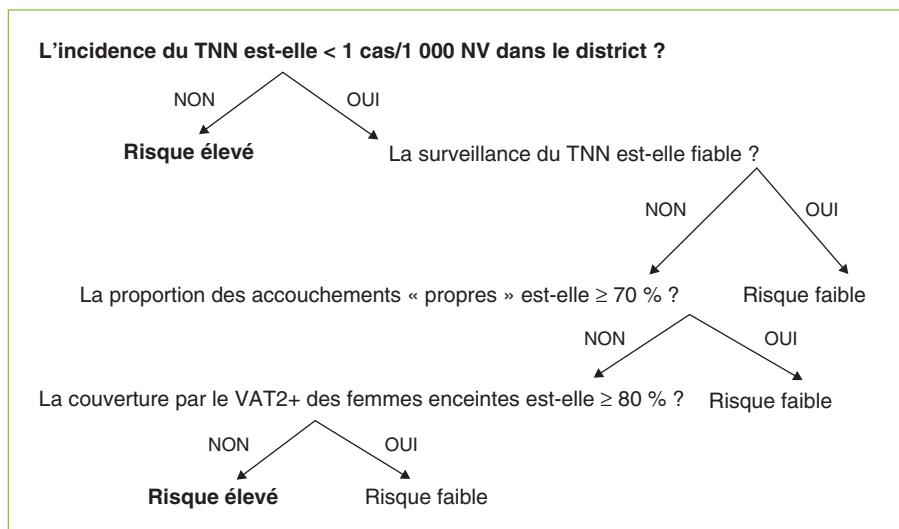 L'incidence du TNN est-elle < 1 cas/1 000 NV dans le district ?
NON
OUI
Risque élevé
La surveillance du TNN est-elle fiable ?
NON
OUI
La proportion des accouchements « propres » est-elle ≥ 70 % ?
Risque faible
NON
OUI
La couverture par le VAT2+ des femmes enceintes est-elle ≥ 80 % ?
Risque faible
NON
OUI
Risque élevé
Risque faible